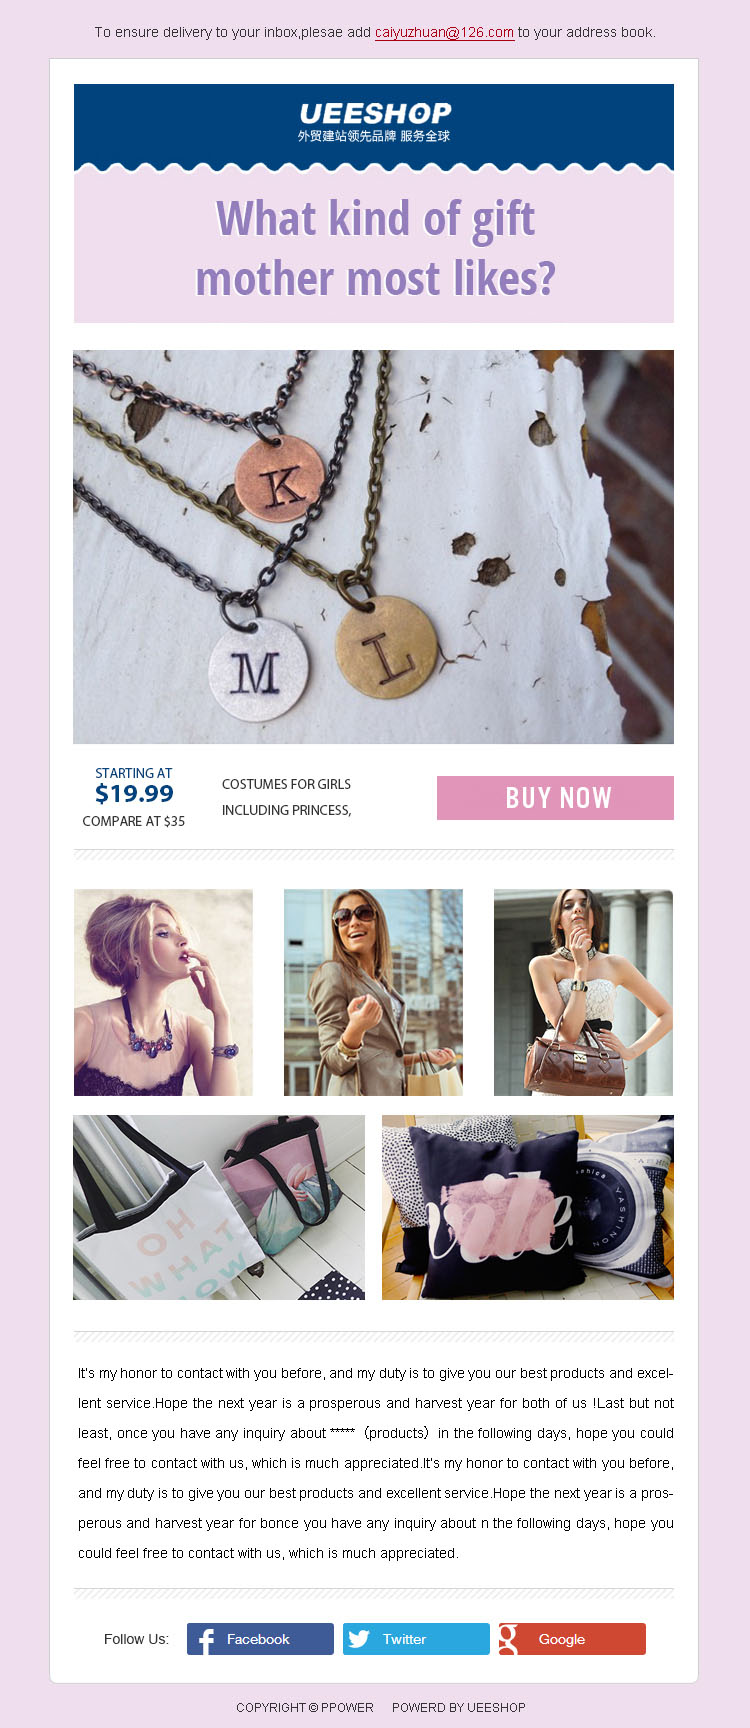 To ensure delivery to your inbox,plesae add caiyuzhuan@126.com to your address book.
UEESHOP
外贸建站领先品牌 服务全球
What kind of gift
mother most likes?
K
M
L
STARTING AT
$19.99
COMPARE AT $35
COSTUMES FOR GIRLS
INCLUDING PRINCESS,
BUY NOW
OH
WHAT
YASHINON
It's my honor to contact with you before, and my duty is to give you our best products and excel-
lent service.Hope the next year is a prosperous and harvest year for both of us !Last but not
least, once you have any inquiry about *****（products）in the following days, hope you could
feel free to contact with us, which is much appreciated.It's my honor to contact with you before,
and my duty is to give you our best products and excellent service.Hope the next year is a pros-
perous and harvest year for bonce you have any inquiry about n the following days, hope you
could feel free to contact with us, which is much appreciated.
Follow Us:
Facebook
Twitter
Google
COPYRIGHT © PPOWER POWERD BY UEESHOP